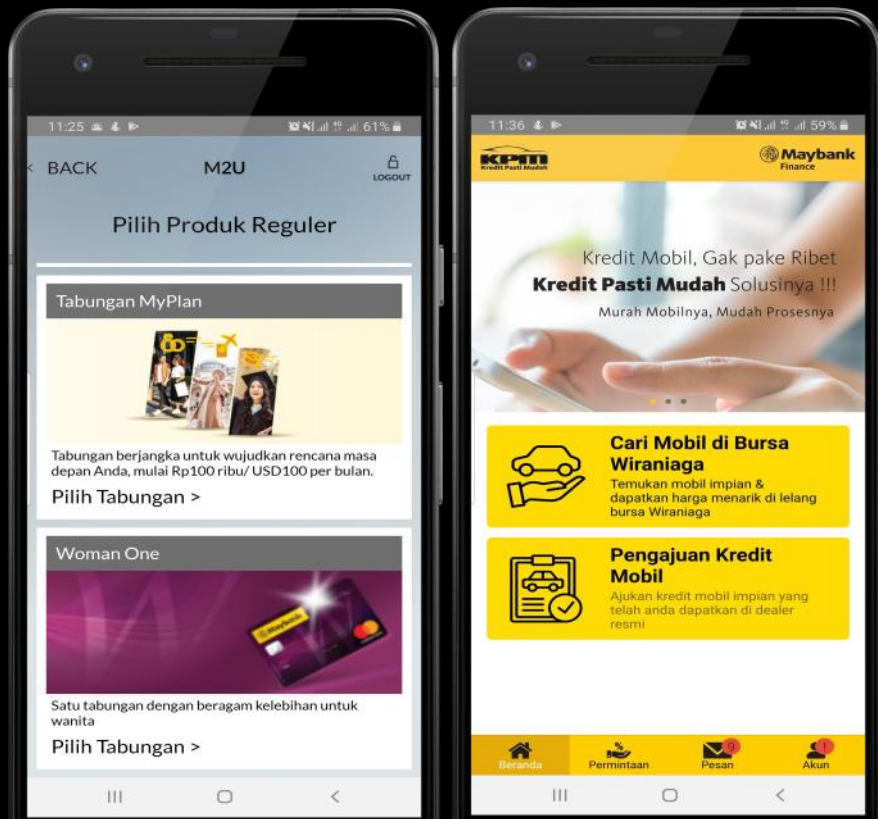 11:25
4G
61%
BACK
M2U
LOGOUT
Pilih Produk Reguler
Tabungan MyPlan
Tabungan berjangka untuk wujudkan rencana masa
depan Anda, mulai Rp100 ribu/ USD100 per bulan.
Pilih Tabungan >
Woman One
Maybank
Satu tabungan dengan beragam kelebihan untuk
wanita
Pilih Tabungan >
11:36
4G
59%
KPM
Kredit Pasti Mudah
Maybank
Finance
Kredit Mobil, Gak pake Ribet
Kredit Pasti Mudah Solusinya !!!
Murah Mobilnya, Mudah Prosesnya
Cari Mobil di Bursa
Wiraniaga
Temukan mobil impian &
dapatkan harga menarik di lelang
bursa Wiraniaga
Pengajuan Kredit
Mobil
Ajukan kredit mobil impian yang
telah anda dapatkan di dealer
resmi
Beranda
Permintaan
9
Pesan
!
Akun